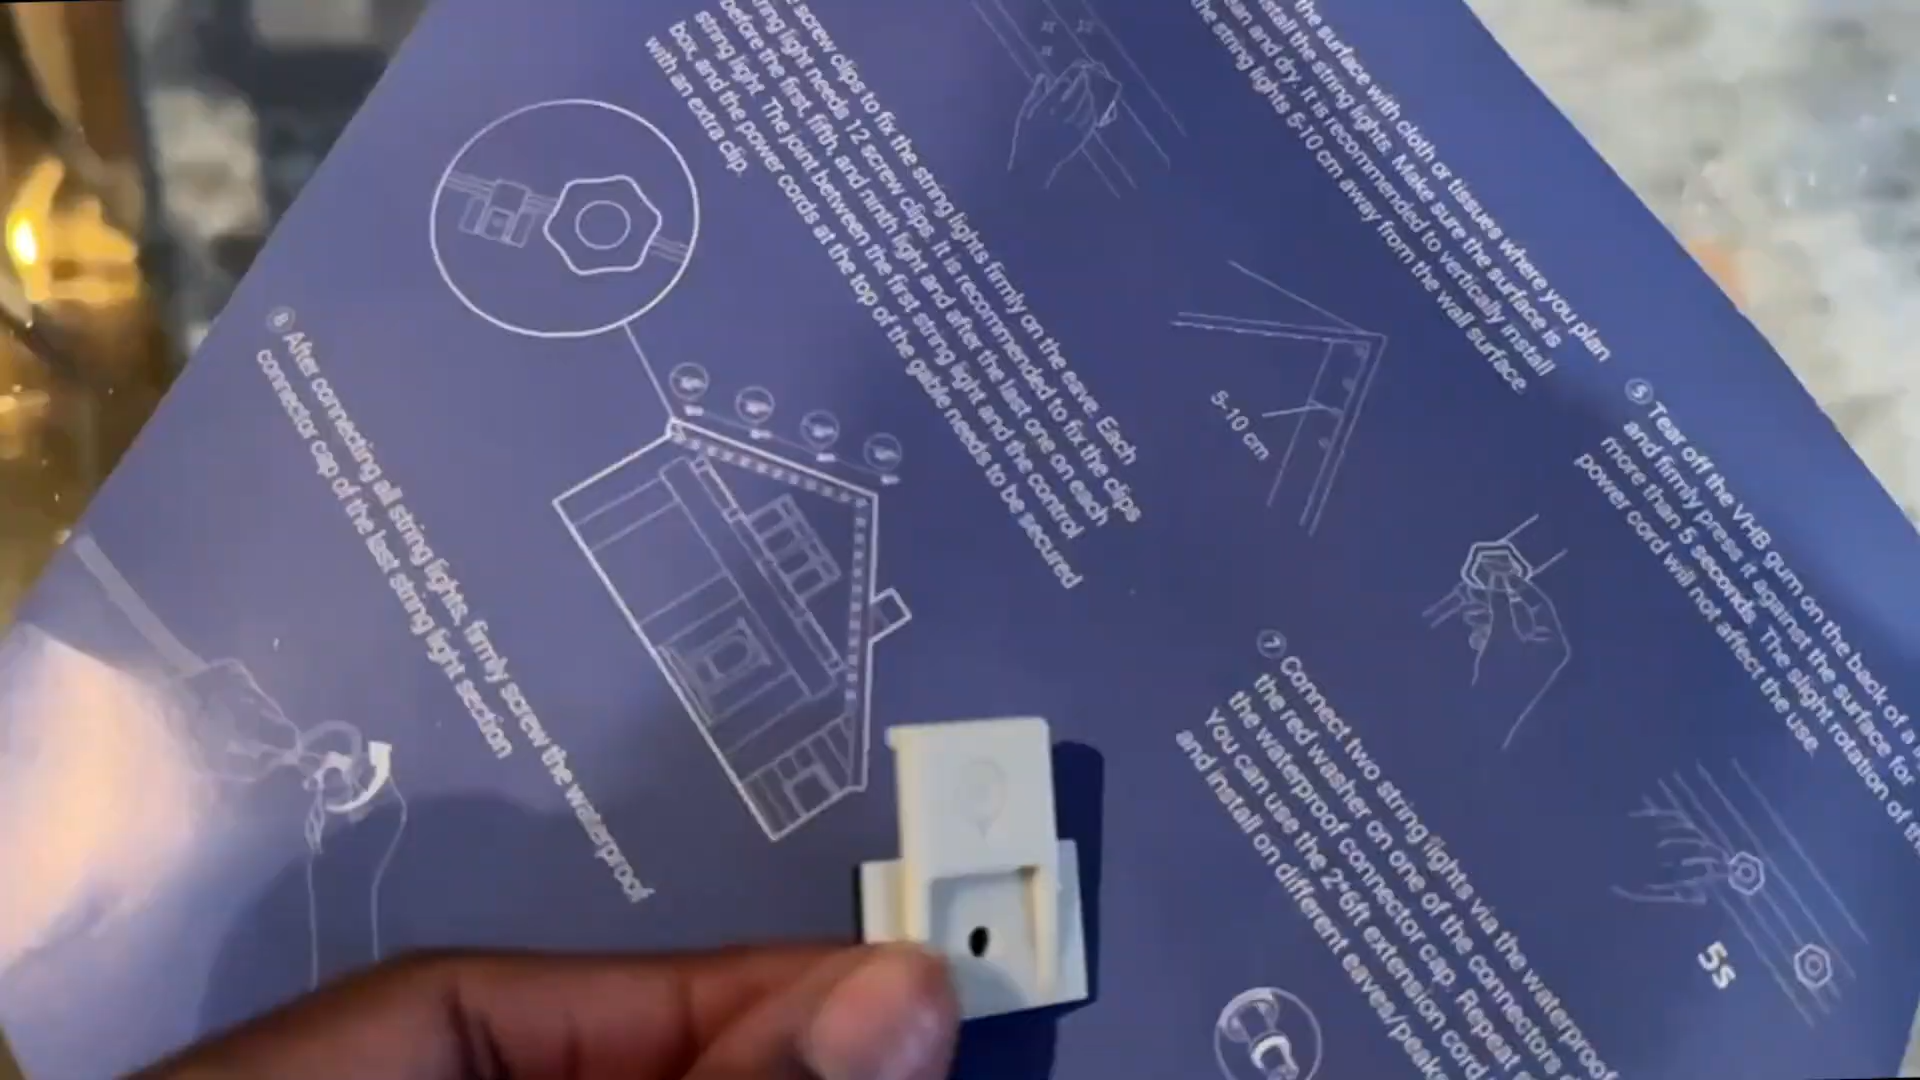 the surface with cloth or tissues where you plan
install the string lights. Make sure the surface is
and dry. It is recommended to vertically install
the string lights 5-10 cm away from the wall surface.
5-10 cm
⑤ Tear off the VHB gum on the back of a
and firmly press it against the surface for
more than 5 seconds. The slight rotation of
power cord will not affect the use.
5s
screw clips to fix the string lights firmly on the eave. Each
string light needs 12 screw clips. It is recommended to fix the clips
before the first, fifth, and ninth light and after the last one on each
string light. The joint between the first string light and the control
box, and the power cords at the top of the gable needs to be secured
with an extra clip.
⑦ Connect two string lights via the waterproof
the red washer on one of the connectors
the waterproof connector cap. Repeat
You can use the 2*6ft extension cord
and install on different eaves/peaks
⑧ After connecting all string lights, firmly screw the waterproof
connector cap of the last string light section